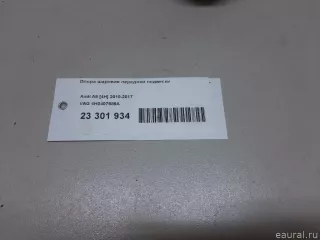 Опора шаровая передней подвески
Audi A8 [4H] 2010-2017
VAG 4H0407689A
23 301 934
eaural.ru